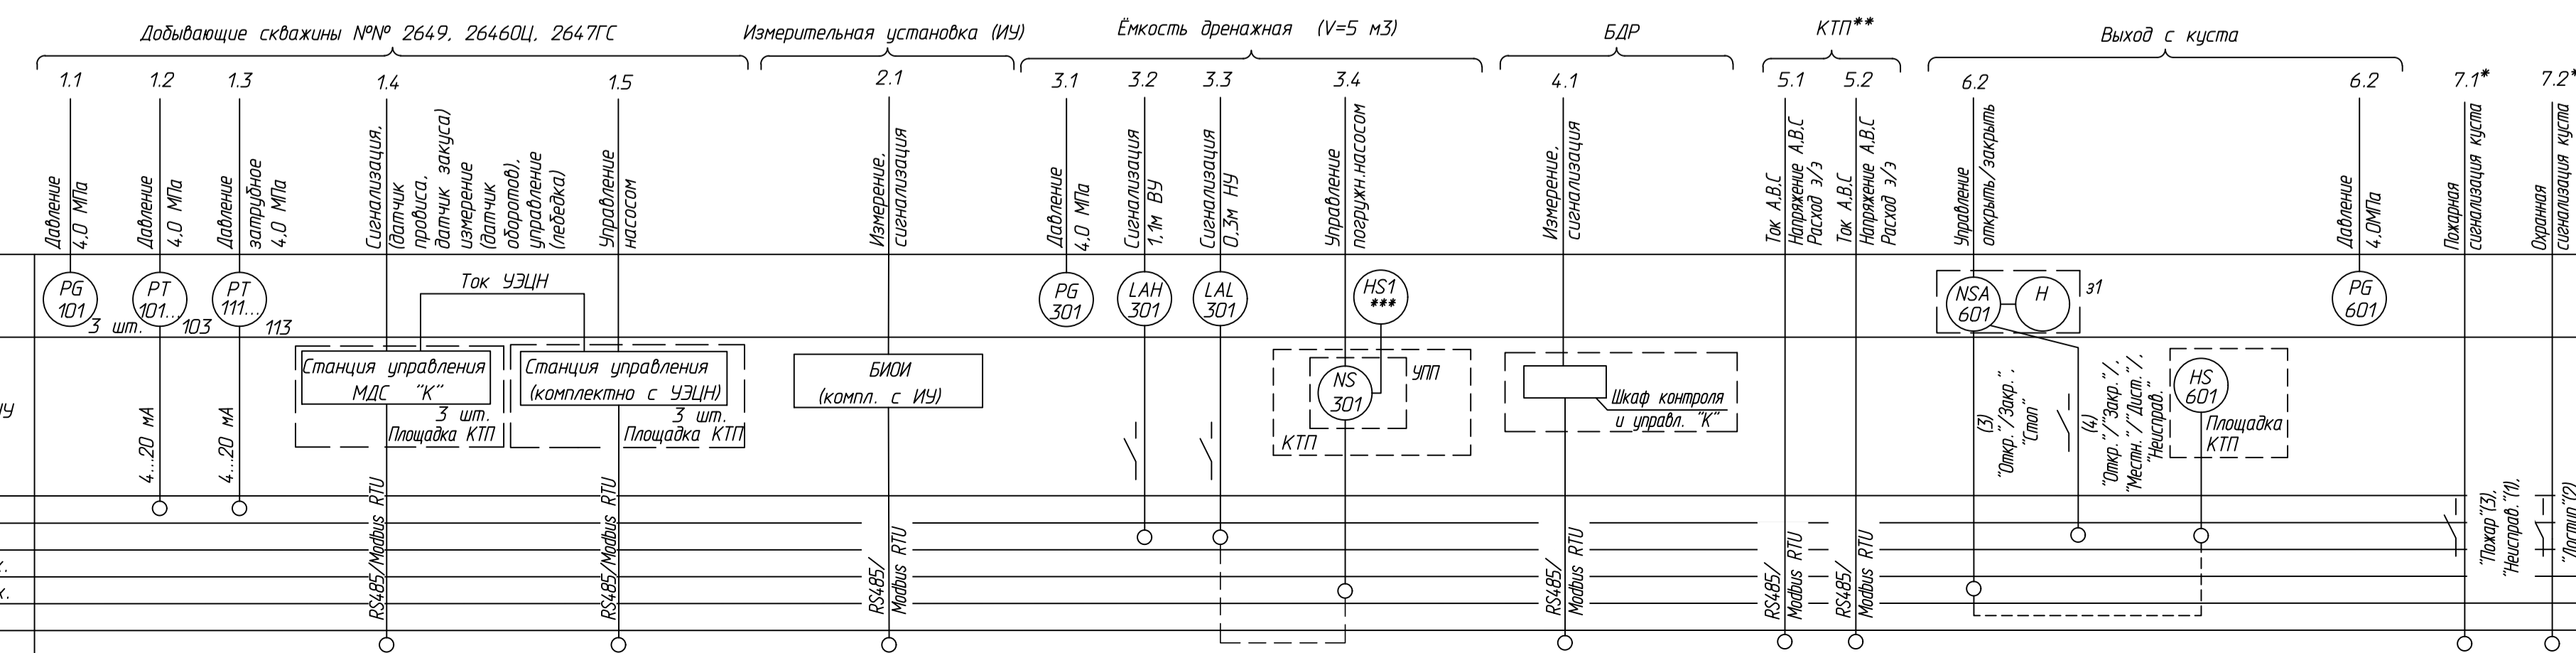 Добывающие скважины №№ 2649, 2646ОЦ, 2647ГС
Измерительная установка (ИУ)
Ёмкость дренажная (V=5 м3)
БДР
КТП**
Выход с куста
1.1
1.2
1.3
1.4
1.5
2.1
3.1
3.2
3.3
3.4
4.1
5.1
5.2
6.2
6.2
7.1*
7.2*
Давление
4,0 МПа
Давление
4,0 МПа
Давление
затрубное
4,0 МПа
Сигнализация,
(датчик
провиса,
датчик закуса)
измерение
(датчик
оборотов),
управление
(лебедка)
Управление
насосом
Измерение,
сигнализация
Давление
4,0 МПа
Сигнализация
1,1м ВУ
Сигнализация
0,3м НУ
Управление
погружн.насосом
Измерение,
сигнализация
Ток А,В,С
Напряжение А,В,С
Расход э/э
Ток А,В,С
Напряжение А,В,С
Расход э/э
Управление
открыть/закрыть
Давление
4,0МПа
Пожарная
сигнализация куста
Охранная
сигнализация куста
PG
101
3 шт.
PT
101...
103
PT
111...
113
Ток УЭЦН
PG
301
LAH
301
LAL
301
HS1
***
NSA
601
H
з1
PG
601
Станция управления
МДС "К"
3 шт.
Площадка КТП
Станция управления
(комплектно с УЭЦН)
3 шт.
Площадка КТП
БИОИ
(компл. с ИУ)
NS
301
УПП
КТП
Шкаф контроля
и управл. "К"
(3)
"Откр."/Закр.",
"Стоп"
(4)
"Откр."/"Закр."/,
"Местн."/"Дист."/,
"Неисправ."
HS
601
Площадка
КТП
4...20 мА
4...20 мА
RS485/Modbus RTU
RS485/Modbus RTU
RS485/
Modbus RTU
RS485/
Modbus RTU
RS485/
Modbus RTU
RS485/
Modbus RTU
"Пожар"(3),
"Неисправ."(1),
"Доступ"(2)